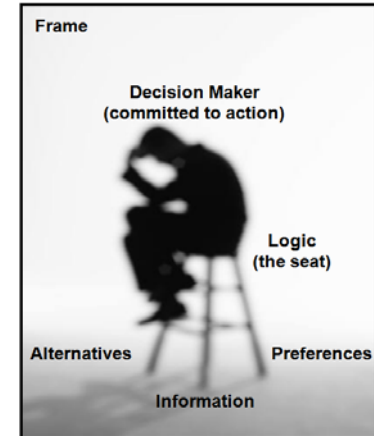 Frame
Decision Maker
(committed to action)
Logic
(the seat)
Alternatives
Preferences
Information